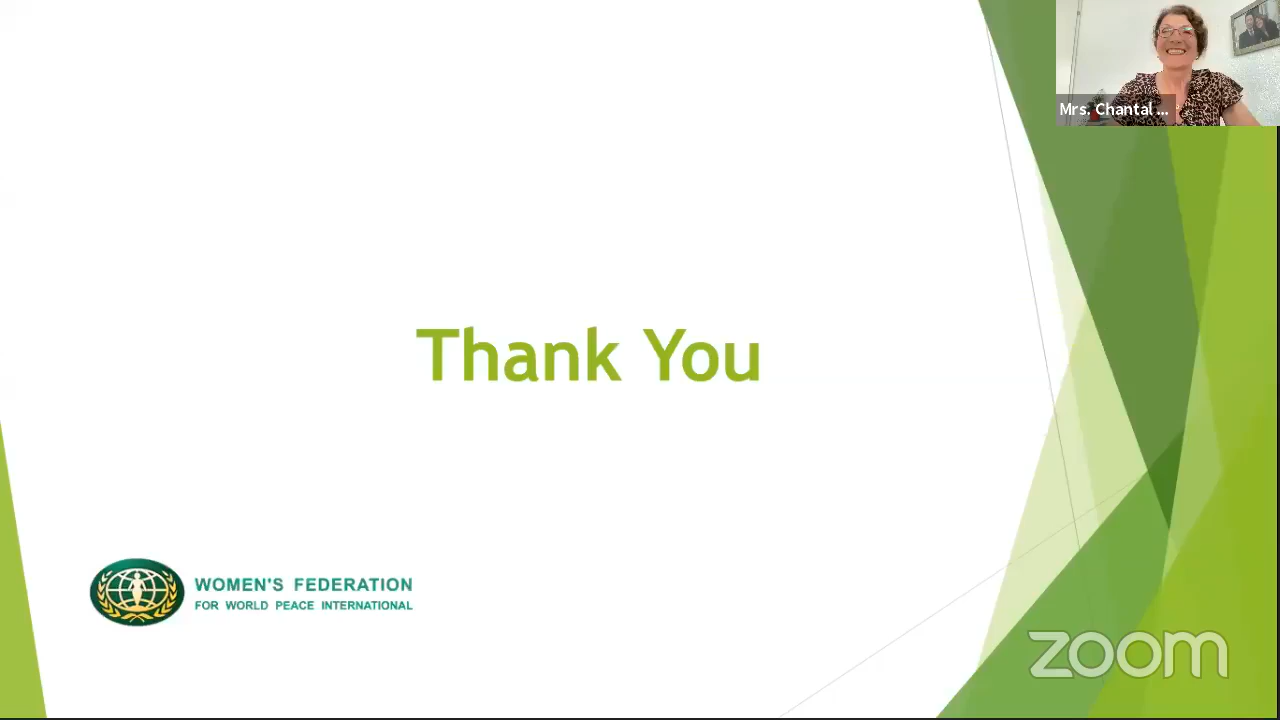 Mrs. Chantal ...
Thank You
WOMEN'S FEDERATION
FOR WORLD PEACE INTERNATIONAL
zoom